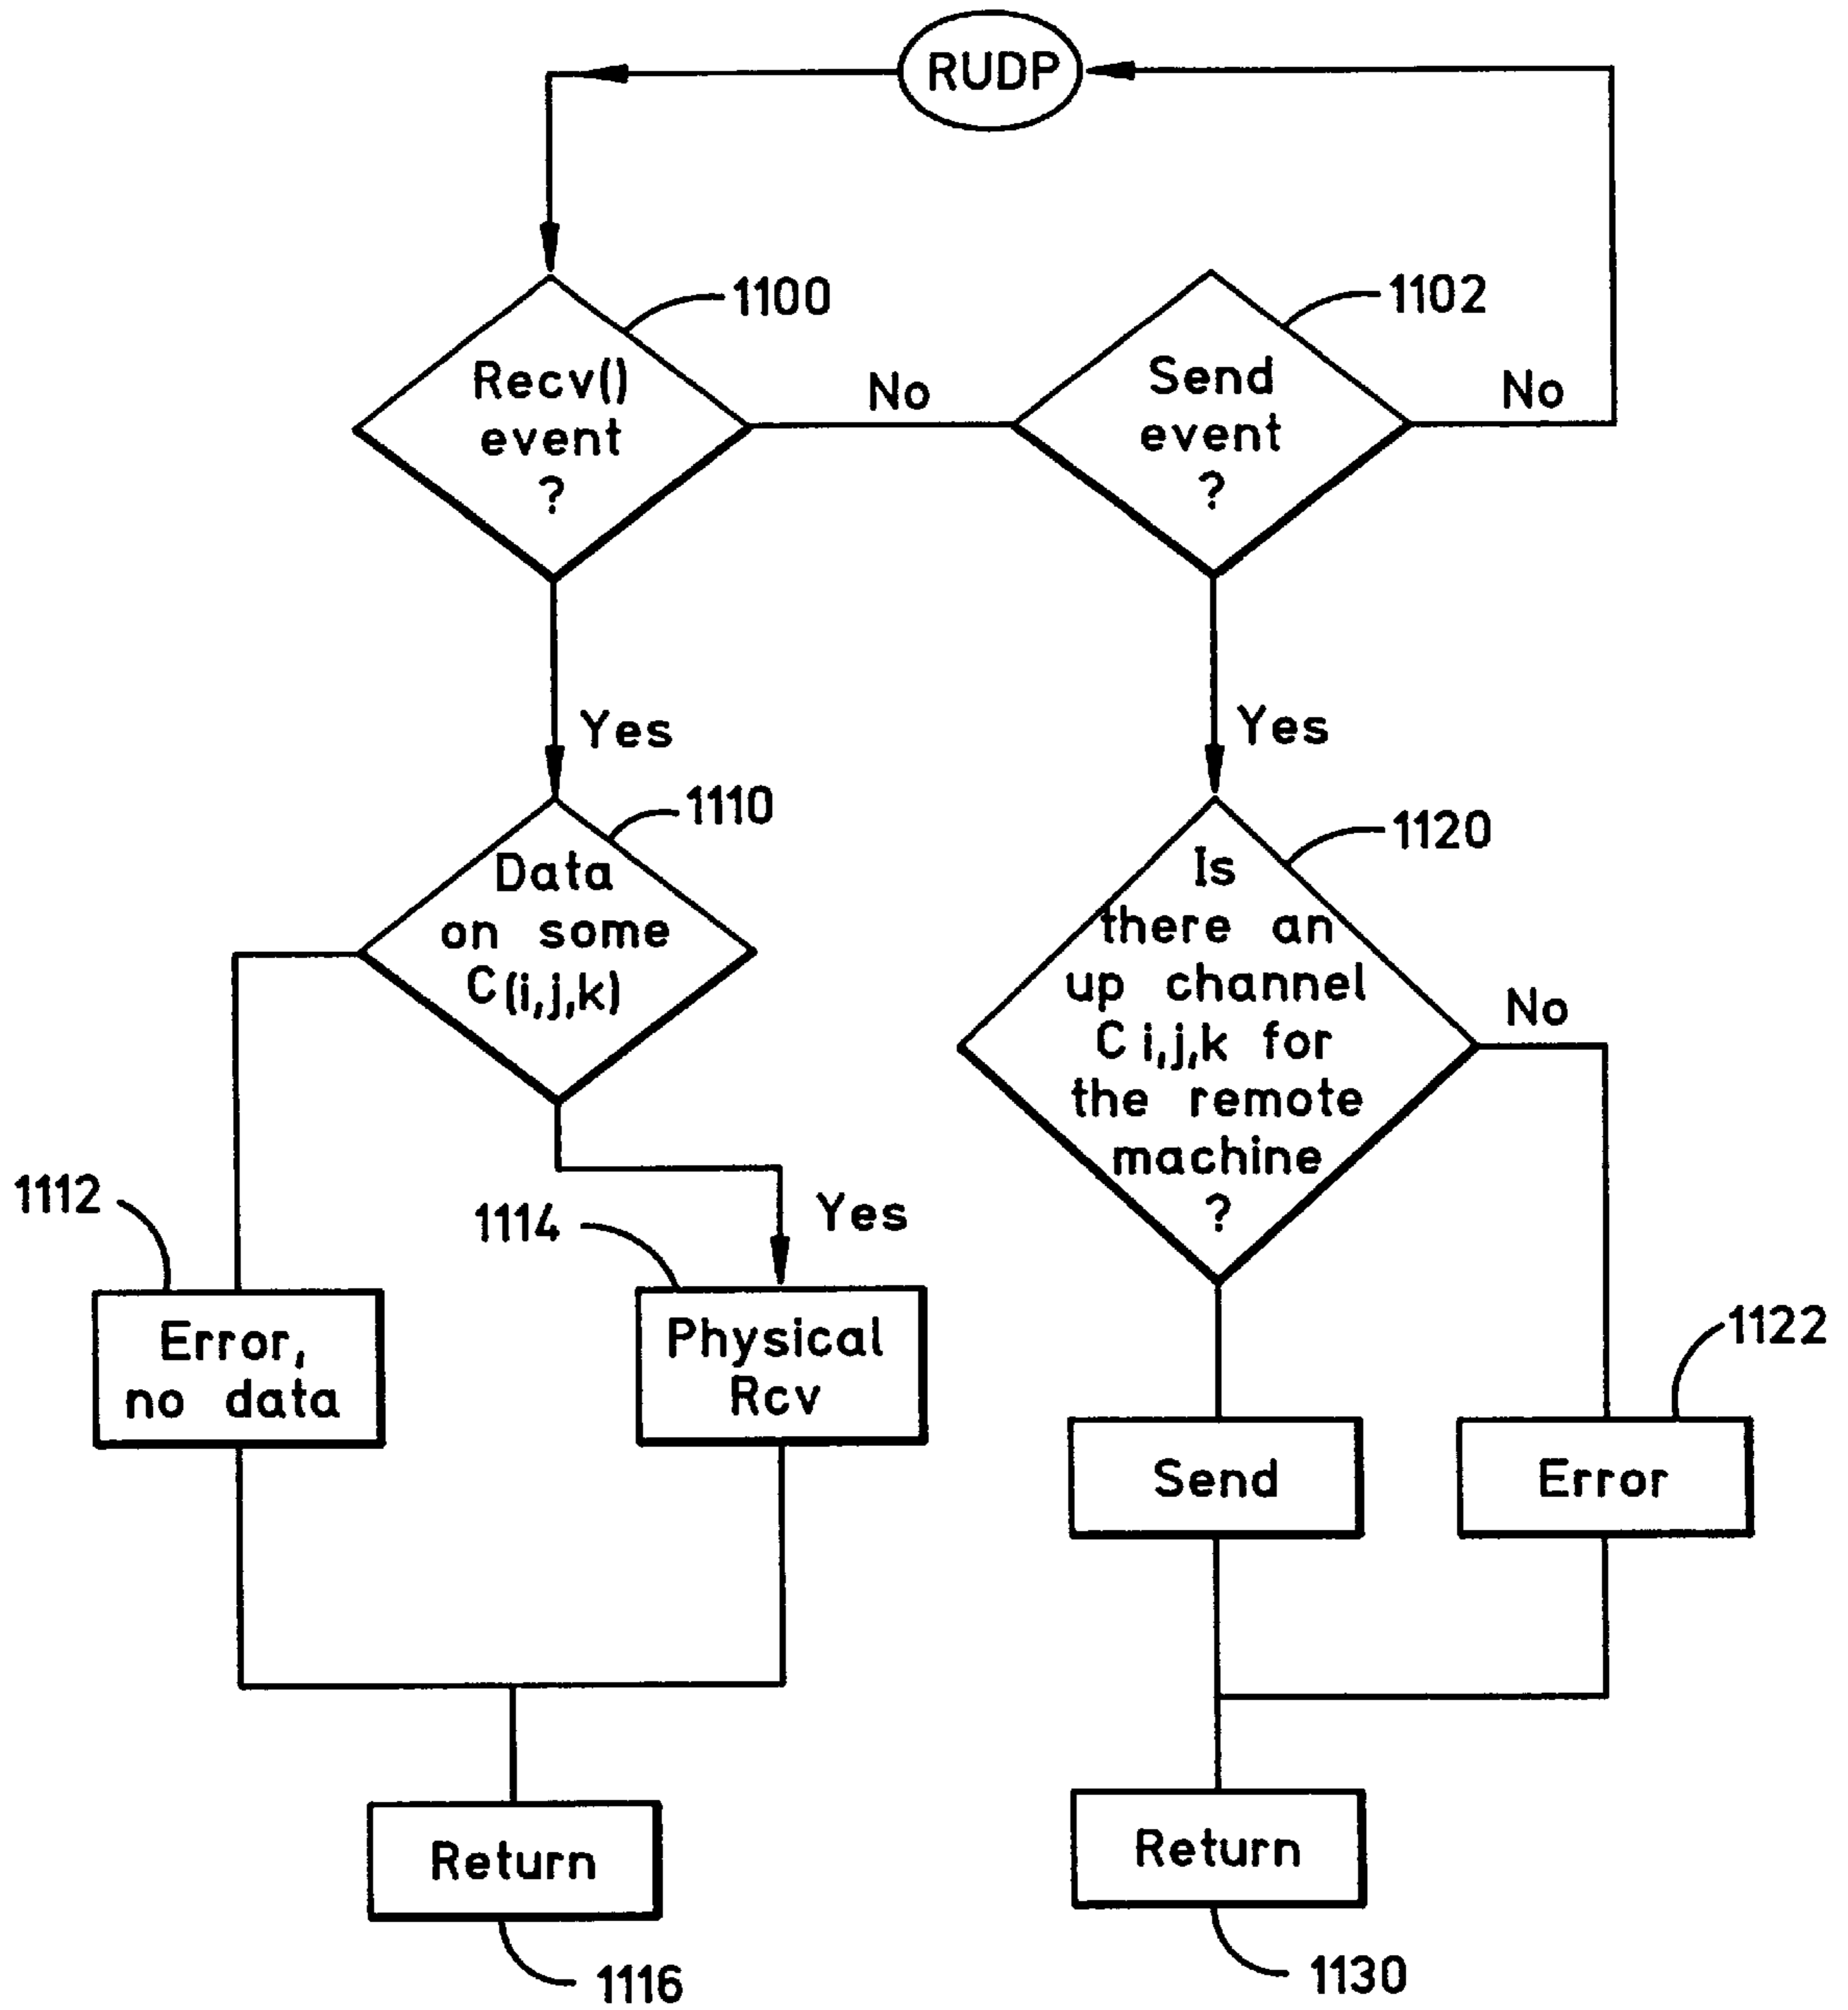 RUDP
1100
Recv()
event
?
No
1102
Send
event
?
No
Yes
Yes
1110
Data
on some
C(i,j,k)
1120
Is
there an
up channel
C i,j,k for
the remote
machine
?
No
1112
Error,
no data
1114
Yes
Physical
Rcv
Send
1122
Error
Return
1116
Return
1130